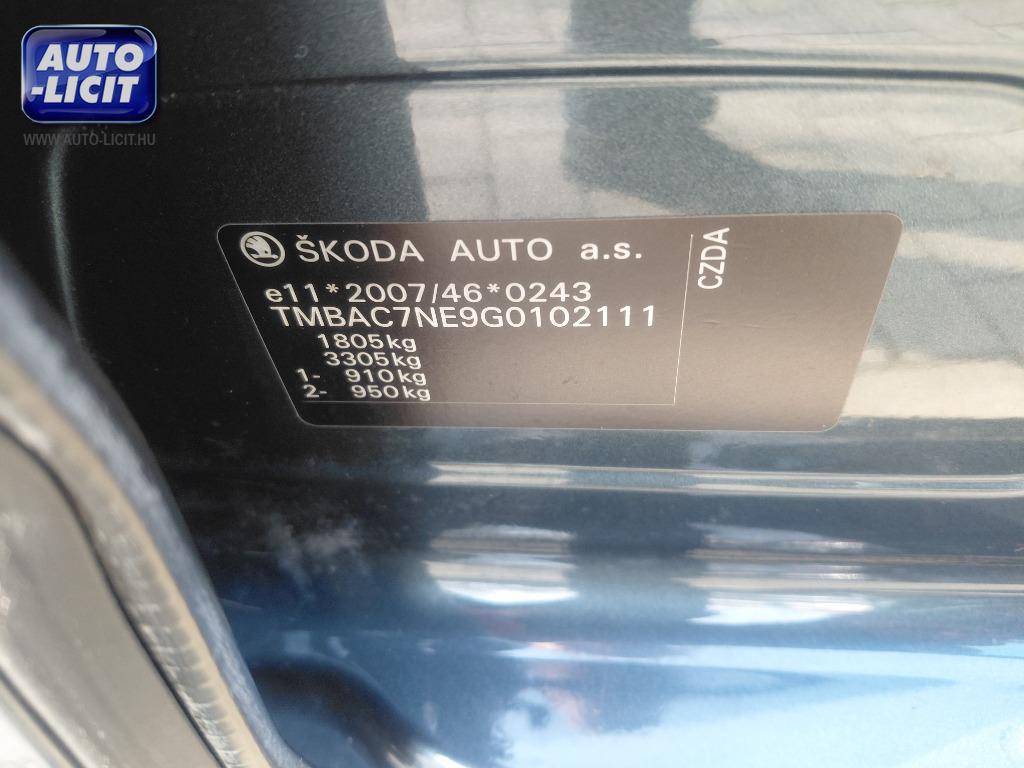 AUTO
-LICIT
WWW.AUTO-LICIT.HU
ŠKODA AUTO a.s.
CZDA
e11*2007/46*0243
TMBAC7NE9G0102111
1805kg
3305kg
1- 910kg
2- 950kg